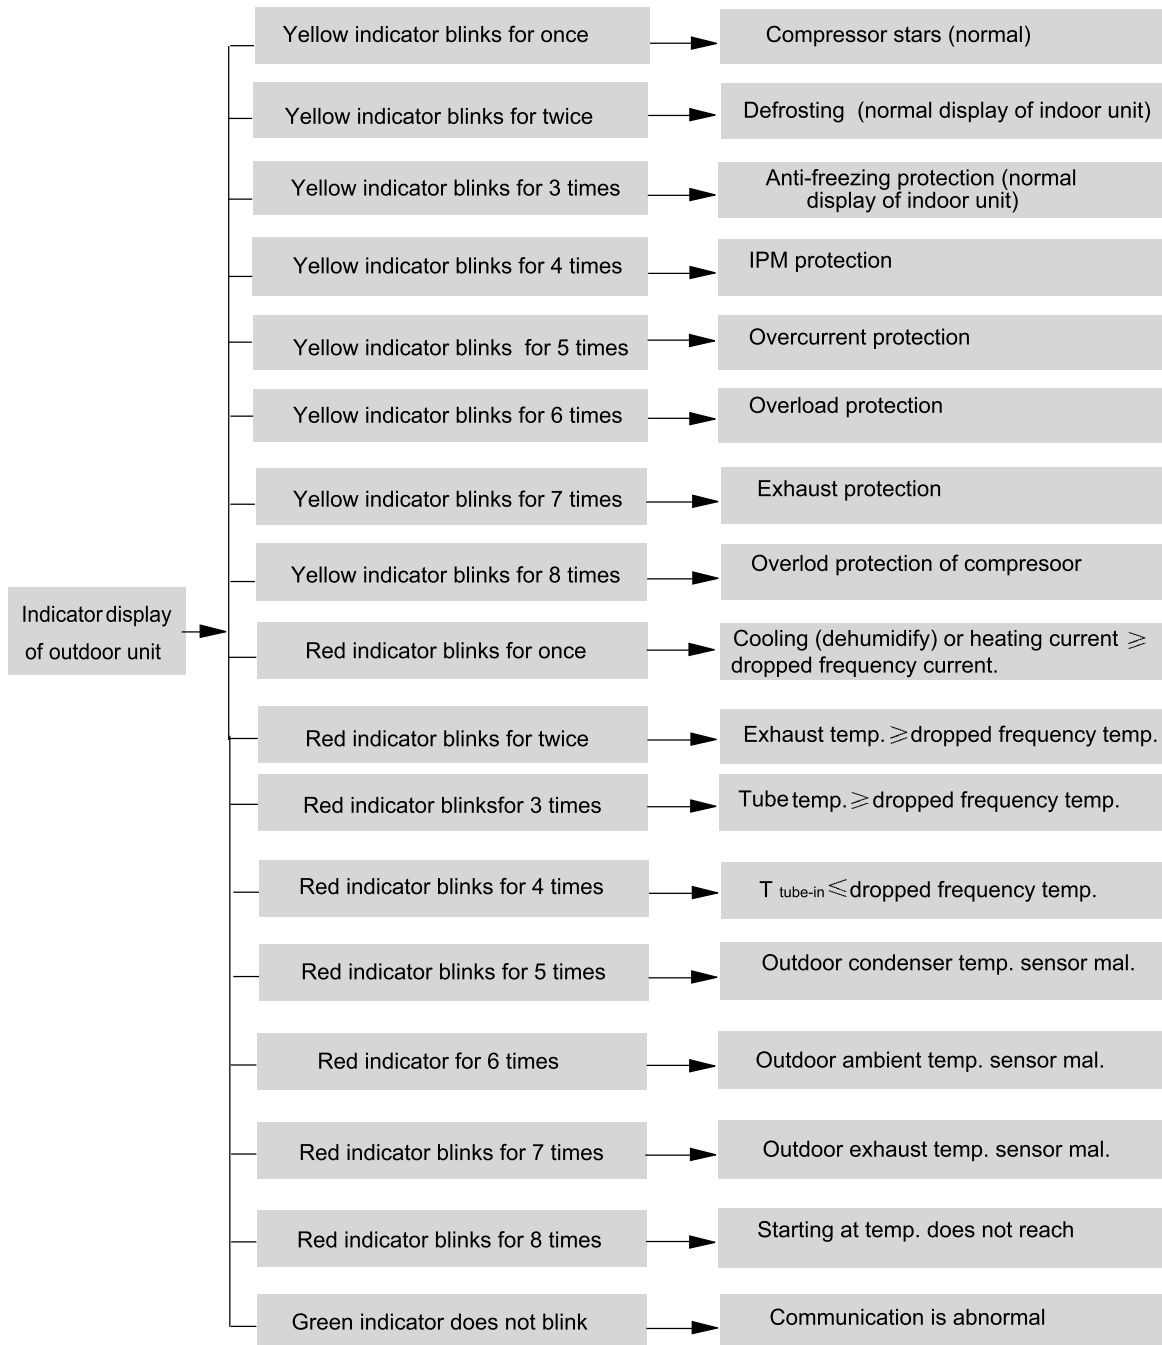 Yellow indicator blinks for once
Compressor stars (normal)
Yellow indicator blinks for twice
Defrosting (normal display of indoor unit)
Yellow indicator blinks for 3 times
Anti-freezing protection (normal
display of indoor unit)
Yellow indicator blinks for 4 times
IPM protection
Yellow indicator blinks for 5 times
Overcurrent protection
Yellow indicator blinks for 6 times
Overload protection
Yellow indicator blinks for 7 times
Exhaust protection
Yellow indicator blinks for 8 times
Overlod protection of compresoor
Indicator display
of outdoor unit
Red indicator blinks for once
Cooling (dehumidify) or heating current ≥
dropped frequency current.
Red indicator blinks for twice
Exhaust temp. ≥dropped frequency temp.
Red indicator blinksfor 3 times
Tube temp. ≥dropped frequency temp.
Red indicator blinks for 4 times
T tube-in ≤dropped frequency temp.
Red indicator blinks for 5 times
Outdoor condenser temp. sensor mal.
Red indicator for 6 times
Outdoor ambient temp. sensor mal.
Red indicator blinks for 7 times
Outdoor exhaust temp. sensor mal.
Red indicator blinks for 8 times
Starting at temp. does not reach
Green indicator does not blink
Communication is abnormal